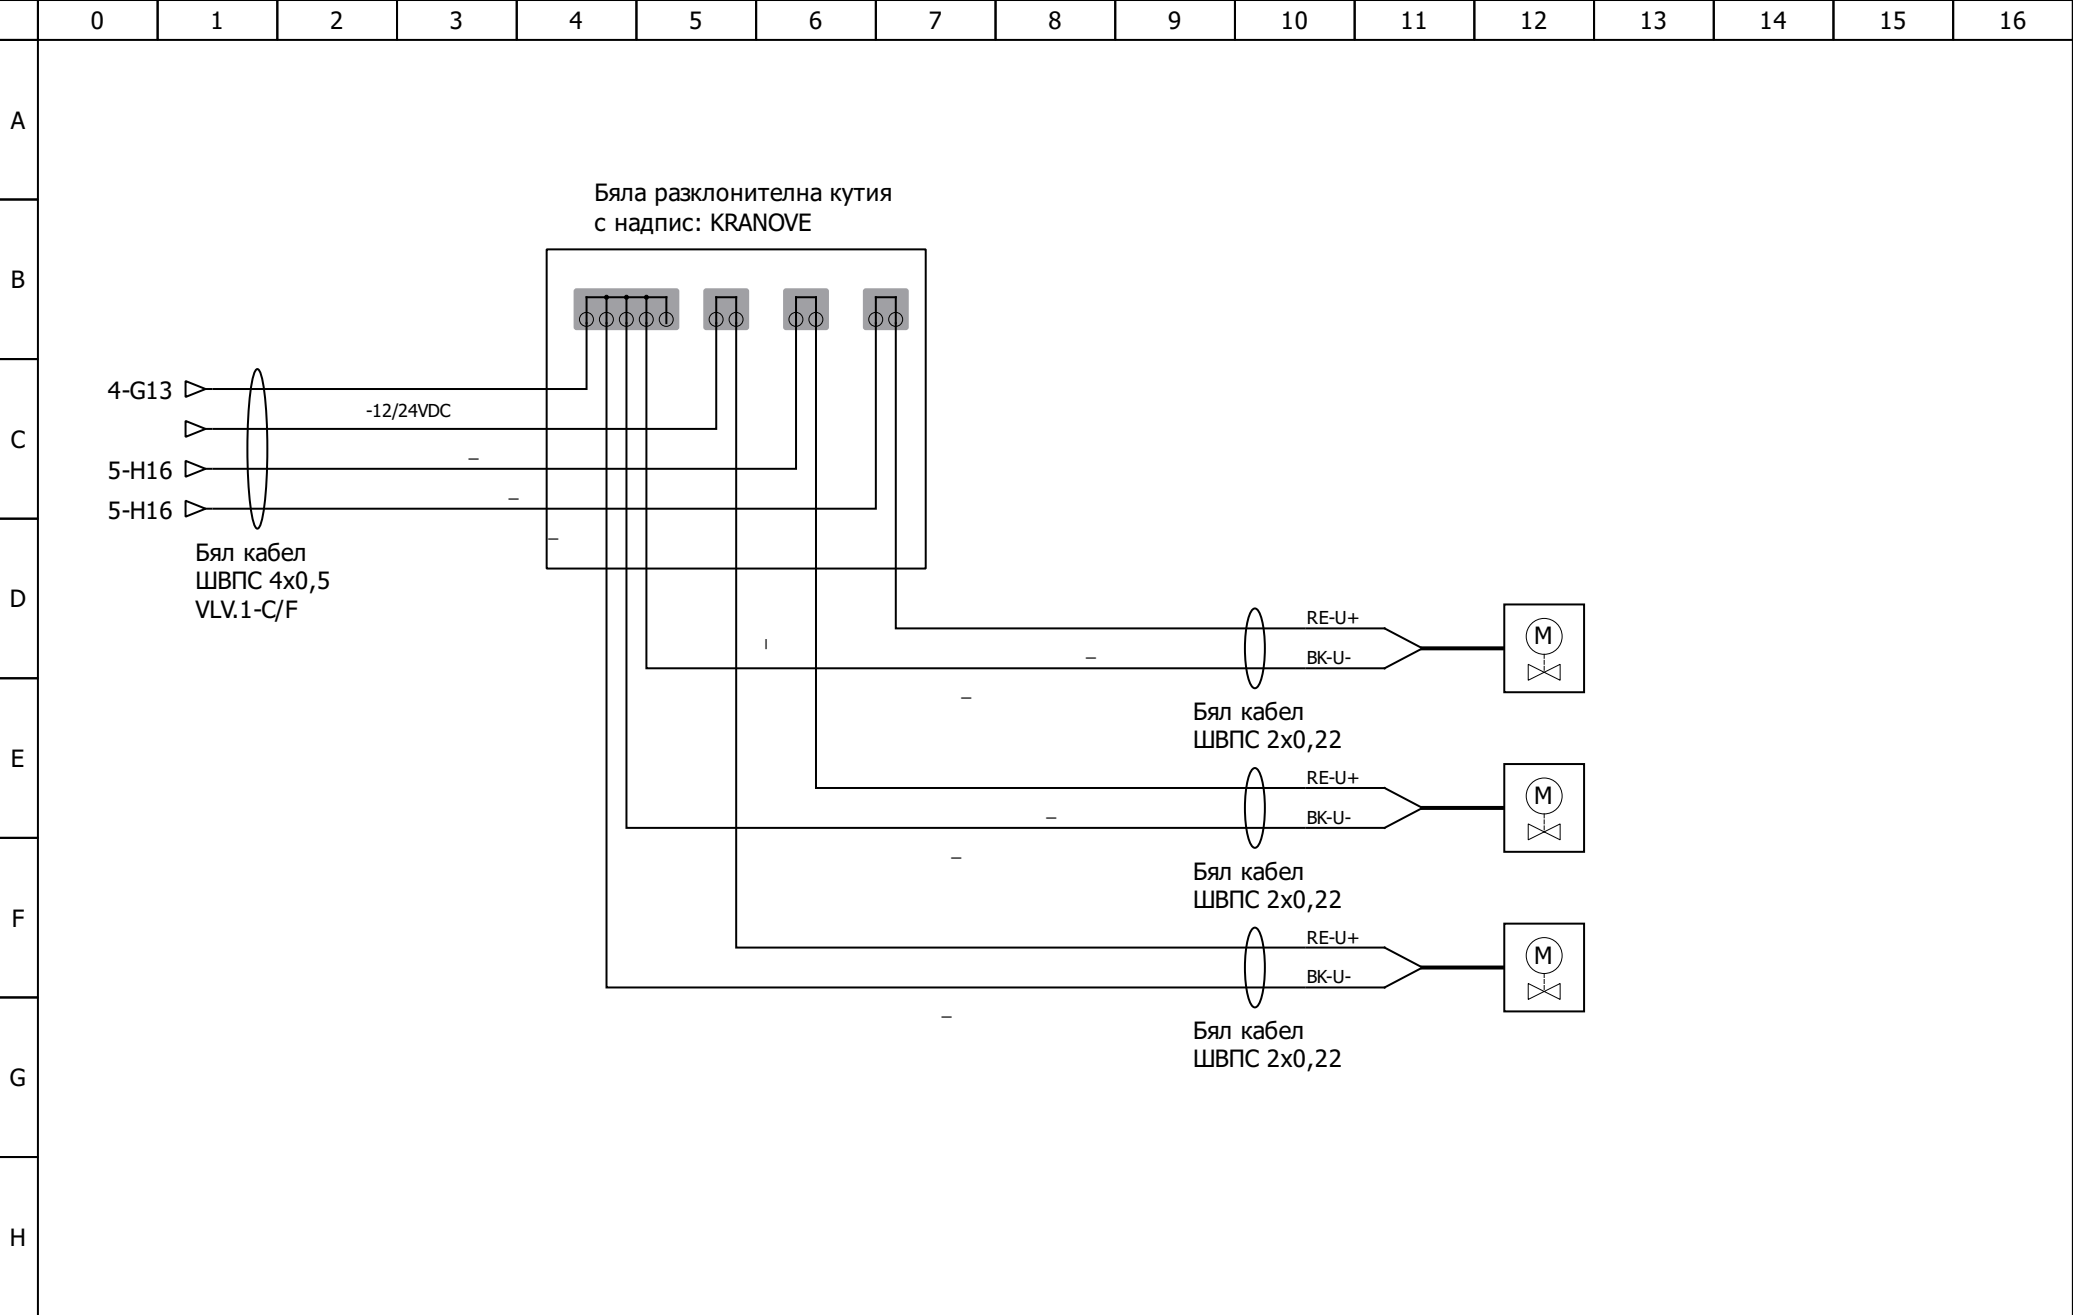 0 1 2 3 4 5 6 7 8 9 10 11 12 13 14 15 16
A
Бяла разклонителна кутия
с надпис: KRANOVE
B
4-G13
-12/24VDC
C
5-H16
_
5-H16
_
_
Бял кабел
ШВПС 4x0,5
VLV.1-C/F
D
RE-U+
M
BK-U-
_
_
_
Бял кабел
ШВПС 2x0,22
E
RE-U+
M
BK-U-
_
_
Бял кабел
ШВПС 2x0,22
F
RE-U+
M
BK-U-
_
Бял кабел
ШВПС 2x0,22
G
H